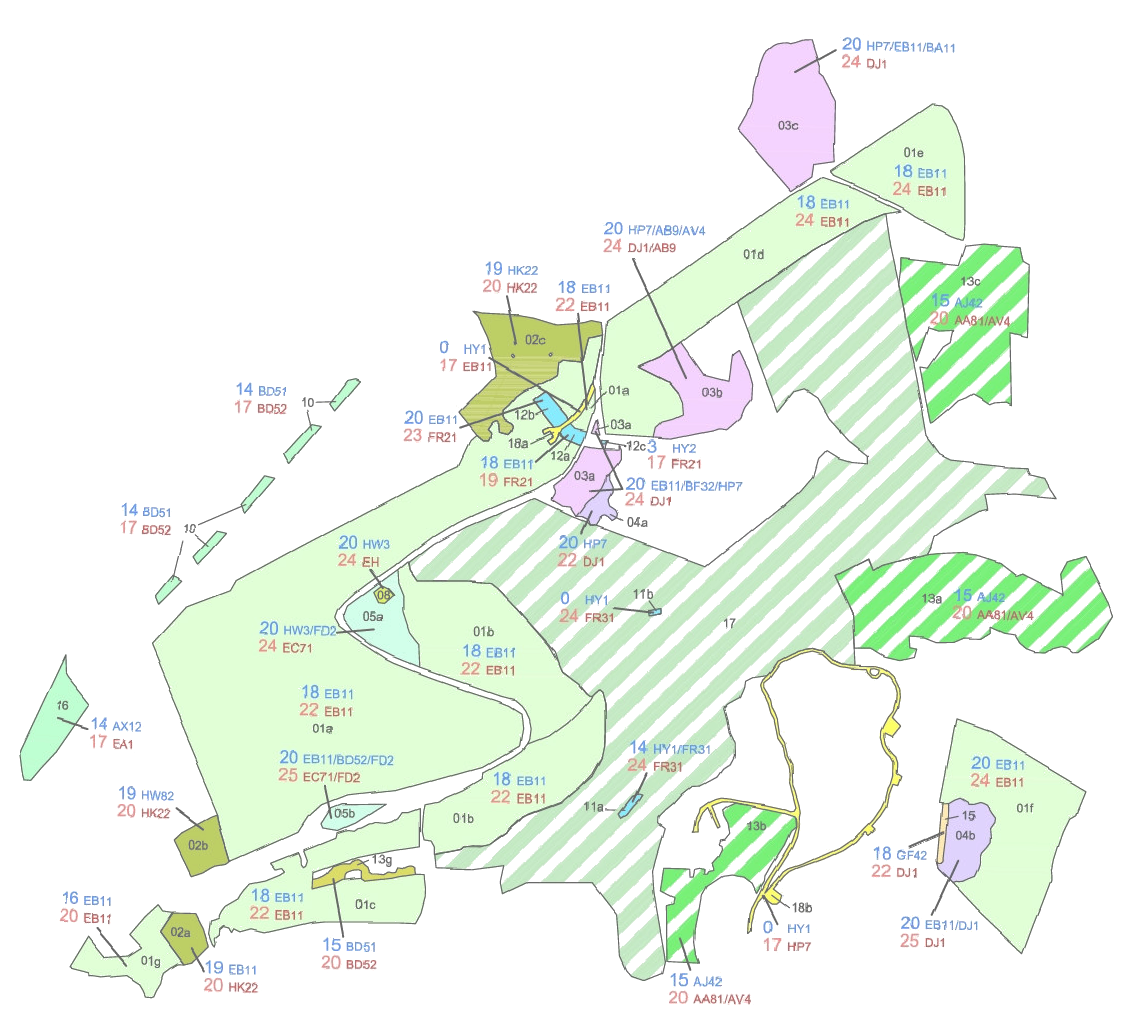 20 HP7/EB11/BA11
24 DJ1
03c
01e
18 EB11
24 EB11
18 EB11
24 EB11
20 HP7/AB9/AV4
24 DJ1/AB9
01d
19 HK22
20 HK22
18 EB11
22 EB11
13c
15 AJ42
20 AA81/AV4
02c
0 HY1
17 EB11
14 BD51
17 BD52
10
01a
03b
20 EB11
23 FR21
12b
03a
18a
12a
12c
3 HY2
17 FR21
18 EB11
19 FR21
03a
20 EB11/BF32/HP7
24 DJ1
04a
14 BD51
17 BD52
10
20 HW3
24 EH
20 HP7
22 DJ1
08
05a
0 HY1
24 FR31
11b
17
13a
15 AJ42
20 AA81/AV4
20 HW3/FD2
24 EC71
01b
18 EB11
22 EB11
16
14 AX12
17 EA1
18 EB11
22 EB11
01a
20 EB11/BD52/FD2
25 EC71/FD2
14 HY1/FR31
24 FR31
20 EB11
24 EB11
01f
19 HW82
20 HK22
18 EB11
22 EB11
11a
05b
01b
13b
15
04b
02b
13g
18 GF42
22 DJ1
16 EB11
20 EB11
18 EB11
22 EB11
01c
18b
0 HY1
17 HP7
20 EB11/DJ1
25 DJ1
02a
15 BD51
20 BD52
01g
19 EB11
20 HK22
15 AJ42
20 AA81/AV4